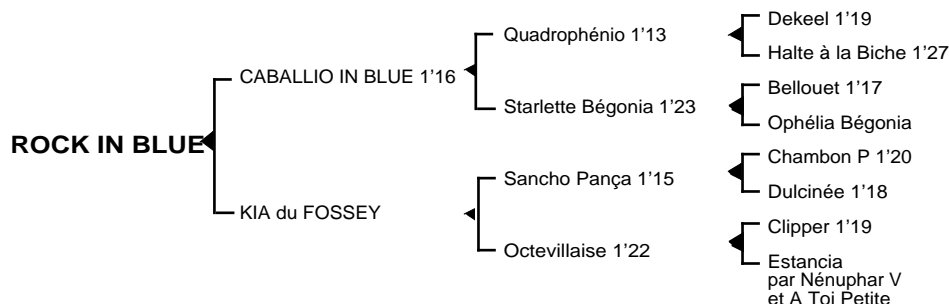 Dekeel 1'19
Quadrophénio 1'13
Halte à la Biche 1'27
CABALLIO IN BLUE 1'16
Bellouet 1'17
Starlette Bégonia 1'23
Ophélia Bégonia
ROCK IN BLUE
Chambon P 1'20
Sancho Pança 1'15
Dulcinée 1'18
KIA du FOSSEY
Clipper 1'19
Octevillaise 1'22
Estancia
par Nénuphar V
et A Toi Petite